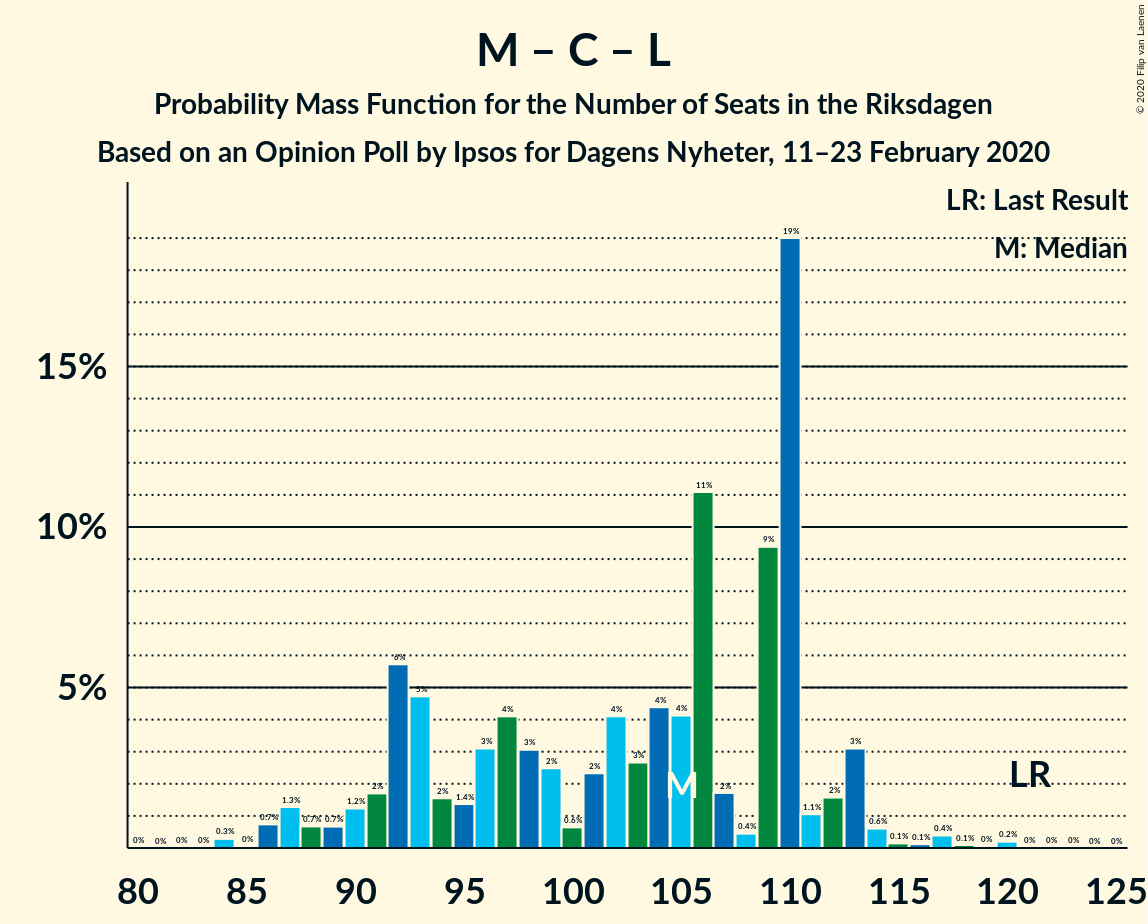 M – C – L
Probability Mass Function for the Number of Seats in the Riksdagen
Based on an Opinion Poll by Ipsos for Dagens Nyheter, 11–23 February 2020
© 2020 Filip van Laenen
LR: Last Result
M: Median
15%
10%
5%
0% 0% 0% 0% 0.3% 0% 0.7% 1.3% 0.7% 0.7% 1.2% 2% 6% 5% 2% 1.4% 3% 4% 3% 2% 0.6% 2% 4% 3% 4% 4% 11% 2% 0.4% 9% 19% 1.1% 2% 3% 0.6% 0.1% 0.1% 0.4% 0.1% 0% 0.2% 0% 0% 0% 0% 0%
M
LR
80 85 90 95 100 105 110 115 120 125